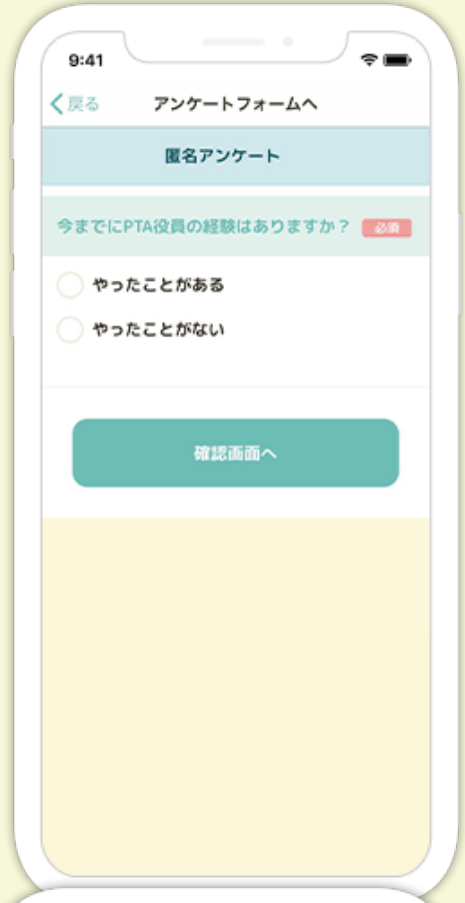 9:41
戻る アンケートフォームへ
匿名アンケート
今までにPTA役員の経験はありますか？ 必須
やったことがある
やったことがない
確認画面へ